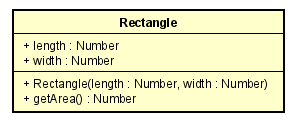 Rectangle
+ length : Number
+ width : Number
+ Rectangle(length : Number, width : Number)
+ getArea() : Number